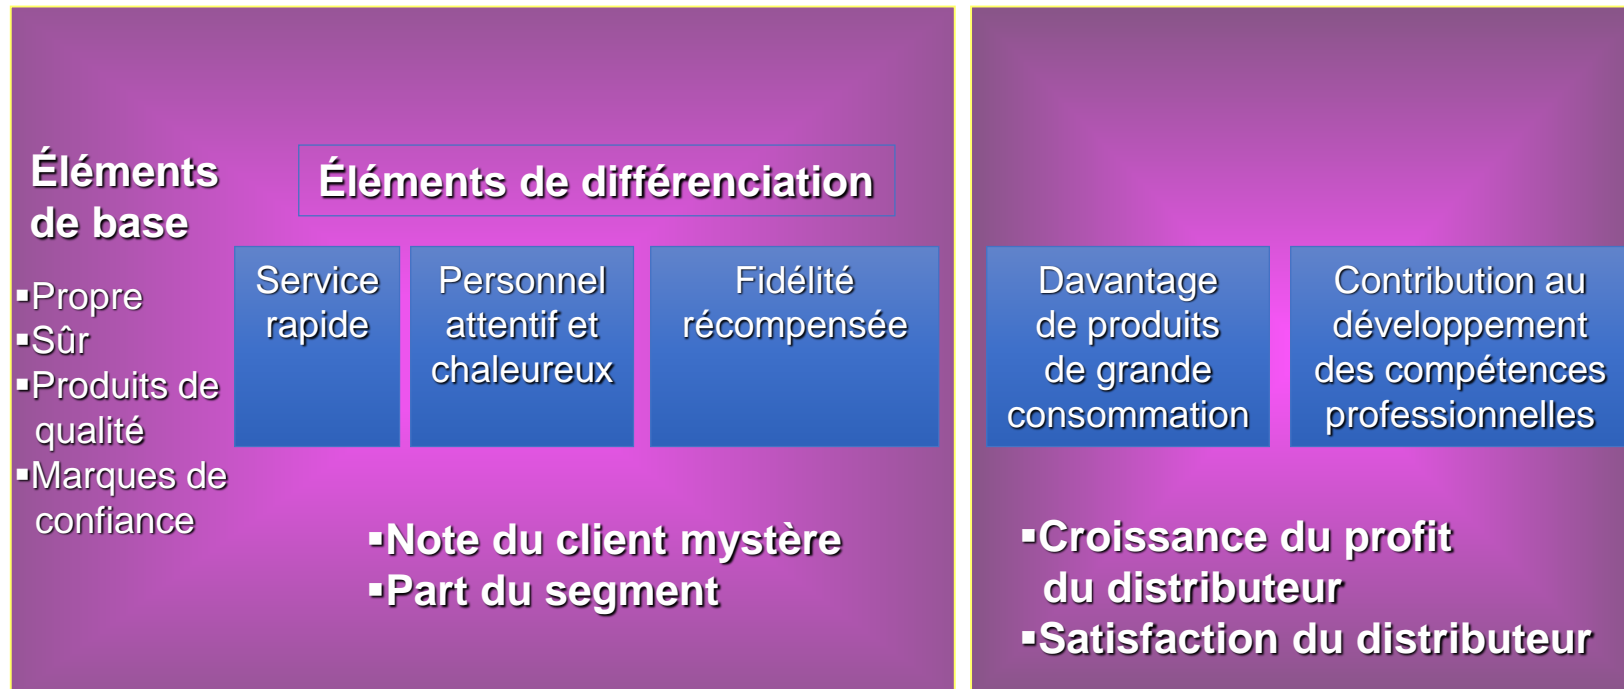 Éléments
de base
▪Propre
▪Sûr
▪Produits de
qualité
▪Marques de
confiance
Éléments de différenciation
Service
rapide
Personnel
attentif et
chaleureux
Fidélité
récompensée
▪Note du client mystère
▪Part du segment
Davantage
de produits
de grande
consommation
Contribution au
développement
des compétences
professionnelles
▪Croissance du profit
du distributeur
▪Satisfaction du distributeur